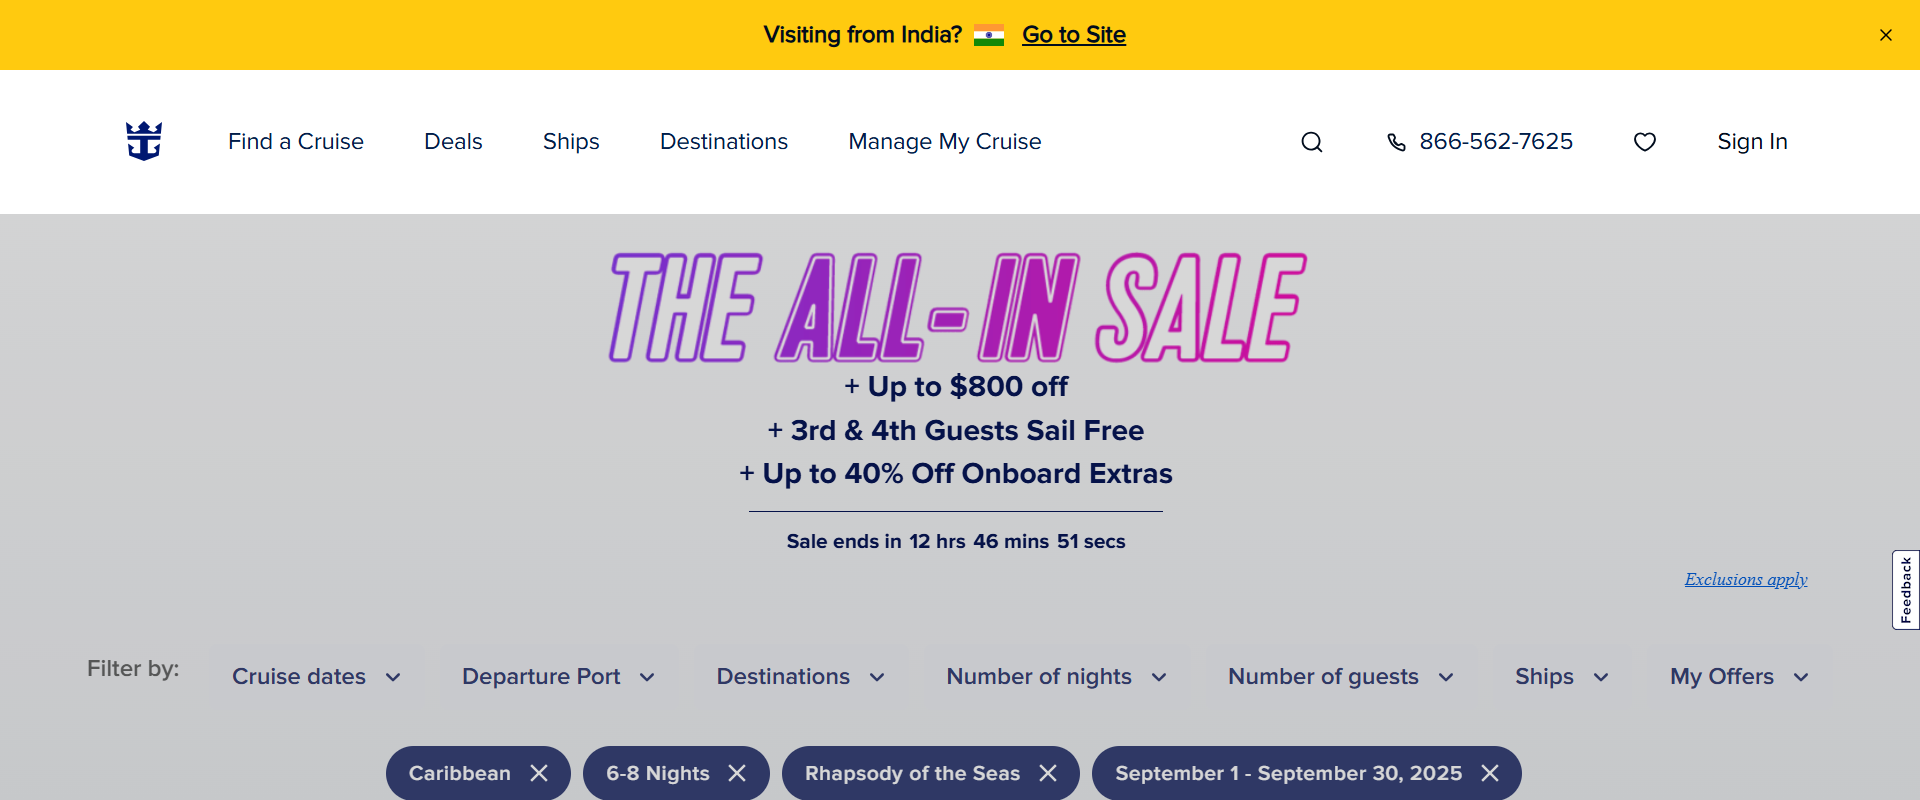 Visiting from India? Go to Site
Find a Cruise Deals Ships Destinations Manage My Cruise 866-562-7625 Sign In
THE ALL-IN SALE
+ Up to $800 off
+ 3rd & 4th Guests Sail Free
+ Up to 40% Off Onboard Extras
Sale ends in 12 hrs 46 mins 51 secs
Exclusions apply
Feedback
Filter by: Cruise dates Departure Port Destinations Number of nights Number of guests Ships My Offers
Caribbean 6-8 Nights Rhapsody of the Seas September 1 - September 30, 2025